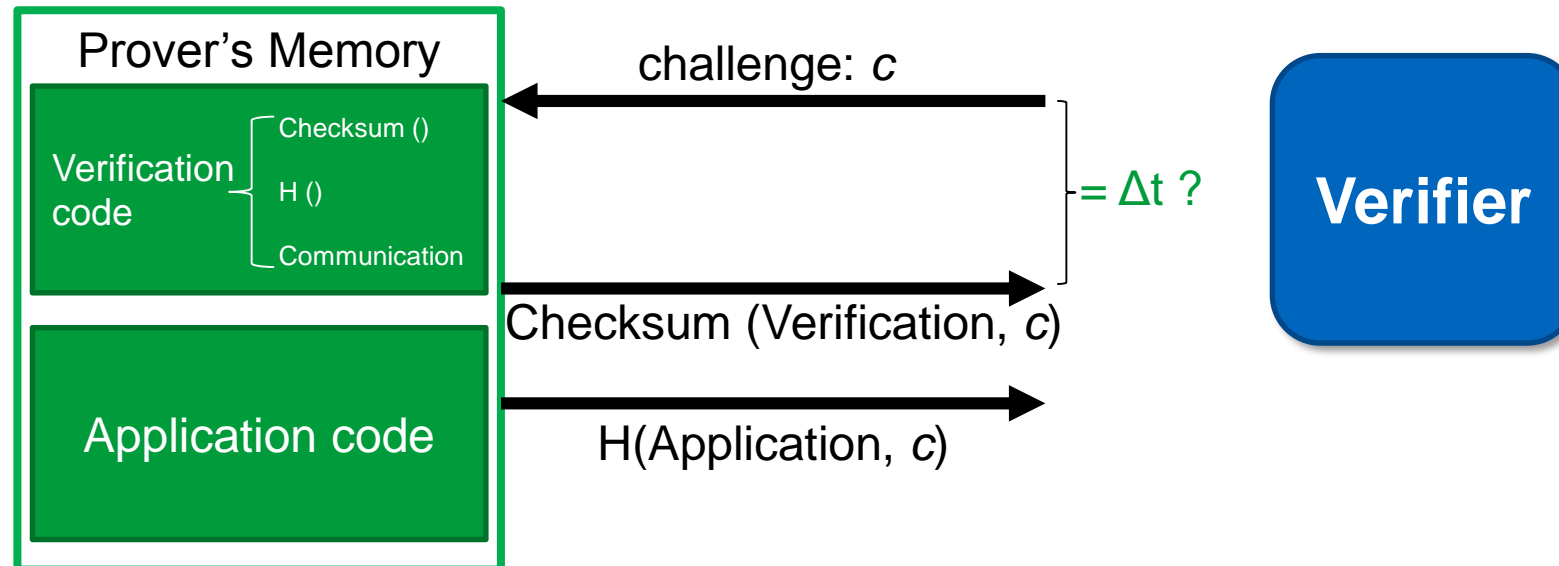 Prover’s Memory
challenge: c
Checksum ()
Verification
code
H ()
Communication
= Δt ?
Verifier
Checksum (Verification, c)
Application code
H(Application, c)